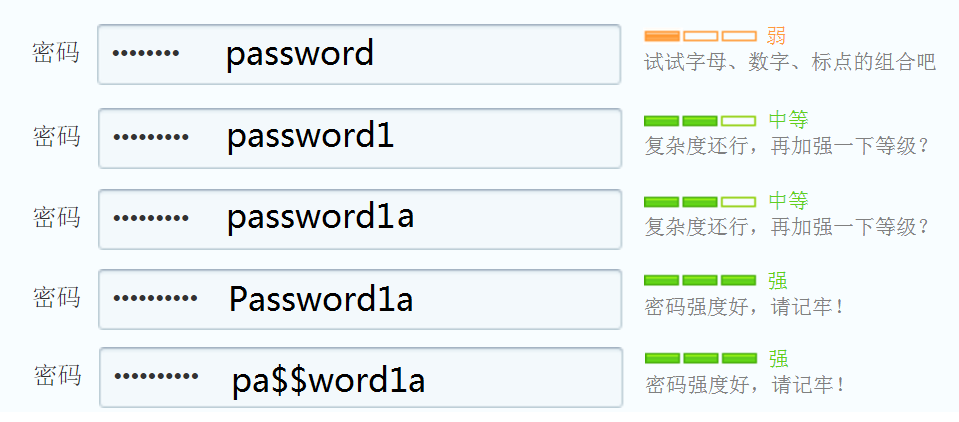 密码 •••••••• password 弱
试试字母、数字、标点的组合吧
密码 ••••••••• password1 中等
复杂度还行，再加强一下等级？
密码 ••••••••• password1a 中等
复杂度还行，再加强一下等级？
密码 •••••••••• Password1a 强
密码强度好，请记牢！
密码 •••••••••• pa$$word1a 强
密码强度好，请记牢！